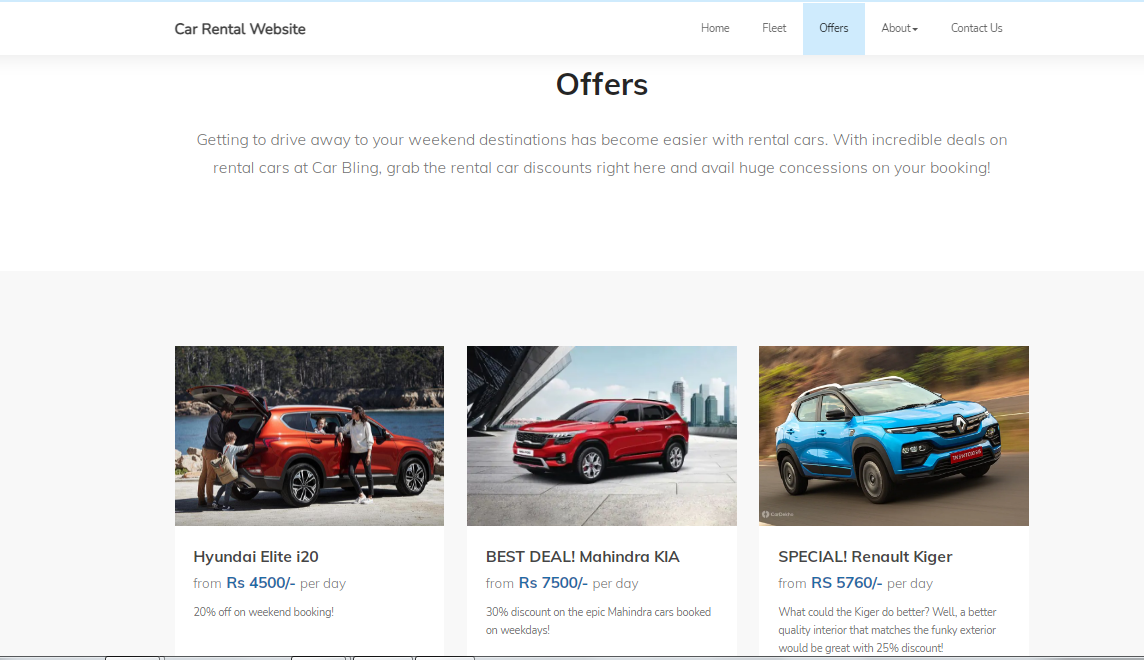 Car Rental Website
Home
Fleet
Offers
About
Contact Us
Offers
Getting to drive away to your weekend destinations has become easier with rental cars. With incredible deals on
rental cars at Car Bling, grab the rental car discounts right here and avail huge concessions on your booking!
Hyundai Elite i20
from Rs 4500/- per day
20% off on weekend booking!
BEST DEAL! Mahindra KIA
from Rs 7500/- per day
30% discount on the epic Mahindra cars booked
on weekdays!
SPECIAL! Renault Kiger
from RS 5760/- per day
What could the Kiger do better? Well, a better
quality interior that matches the funky exterior
would be great with 25% discount!